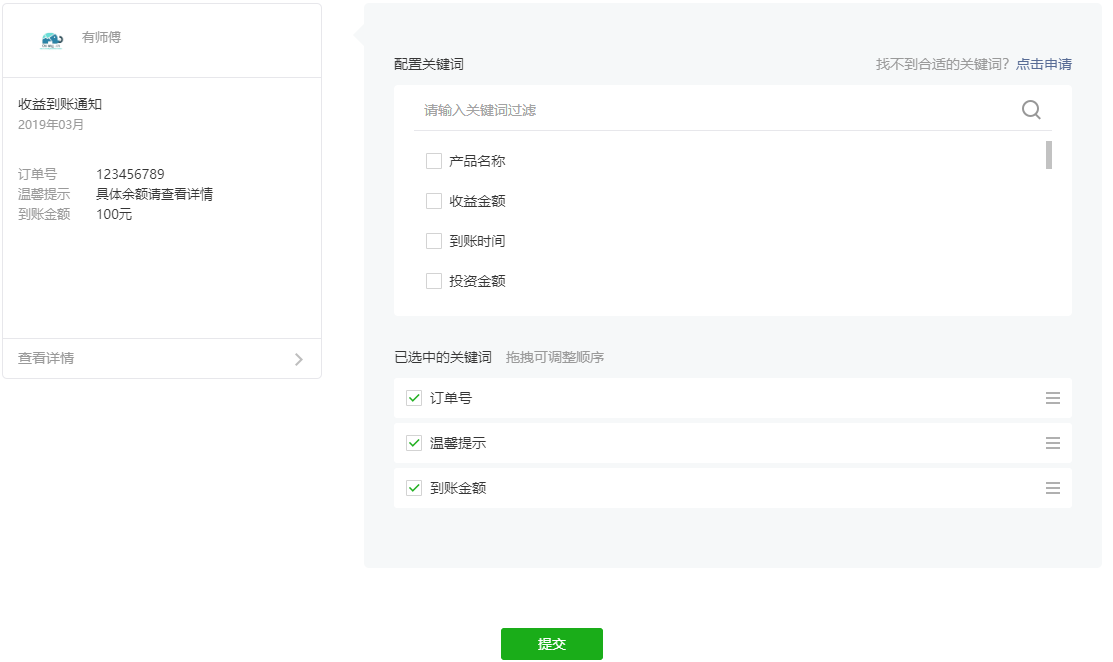 有师傅
收益到账通知
2019年03月
订单号 123456789
温馨提示 具体余额请查看详情
到账金额 100元
查看详情
配置关键词 找不到合适的关键词？点击申请
请输入关键词过滤
产品名称
收益金额
到账时间
投资金额
已选中的关键词 拖拽可调整顺序
订单号
温馨提示
到账金额
提交